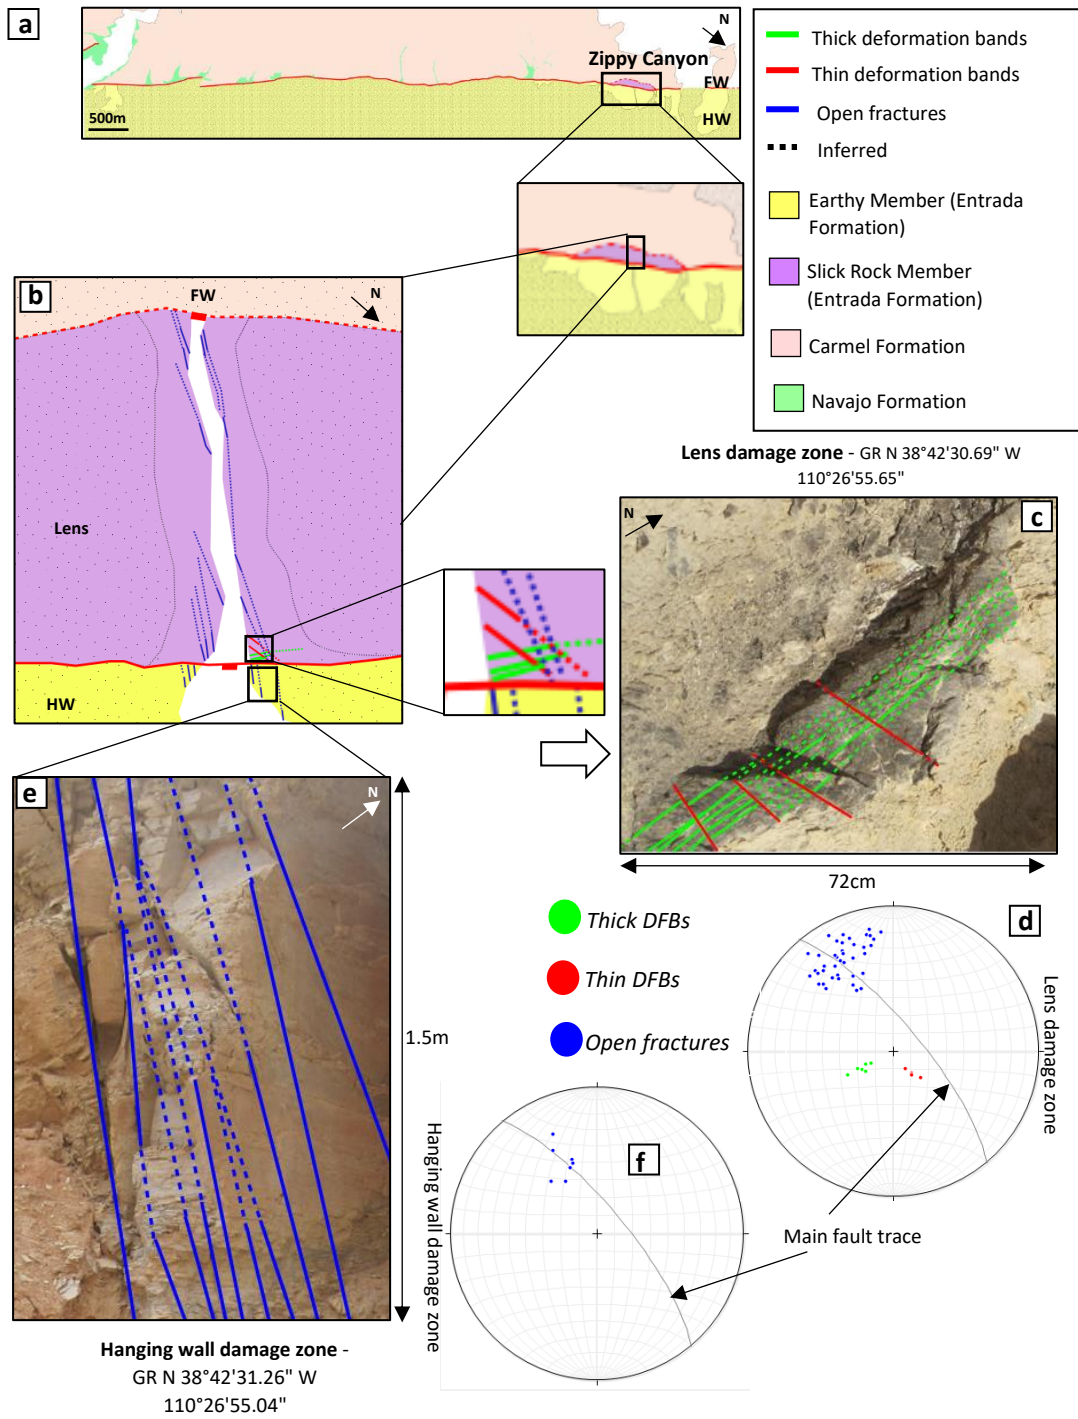 a
N
Zippy Canyon
FW
HW
500m
Thick deformation bands
Thin deformation bands
Open fractures
Inferred
Earthy Member (Entrada
Formation)
Slick Rock Member
(Entrada Formation)
Carmel Formation
Navajo Formation
b
FW
N
Lens
HW
Lens damage zone - GR N 38°42'30.69" W
110°26'55.65"
N
c
72cm
e
N
1.5m
Thick DFBs
Thin DFBs
Open fractures
d
Lens damage zone
Hanging wall damage zone
f
Main fault trace
Hanging wall damage zone -
GR N 38°42'31.26" W
110°26'55.04"